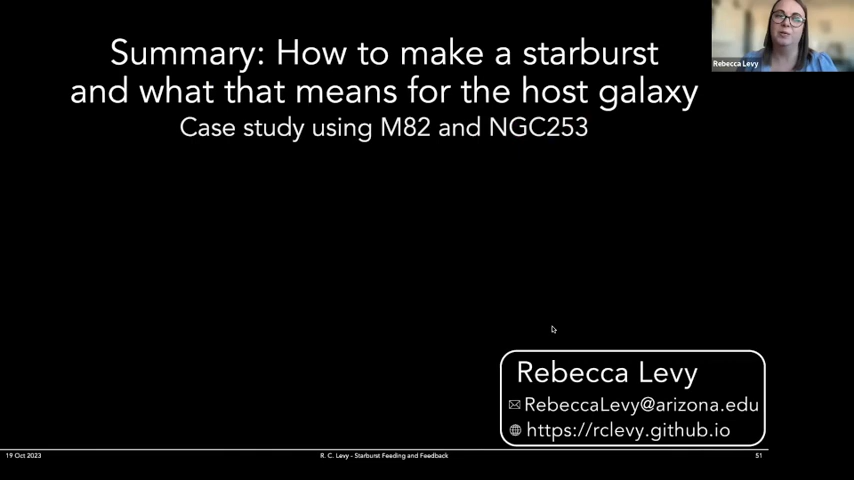 Summary: How to make a starburst
and what that means for the host galaxy
Case study using M82 and NGC253
Rebecca Levy
Rebecca Levy
RebeccaLevy@arizona.edu
https://rclevy.github.io
19 Oct 2023
R. C. Levy - Starburst Feeding and Feedback
51